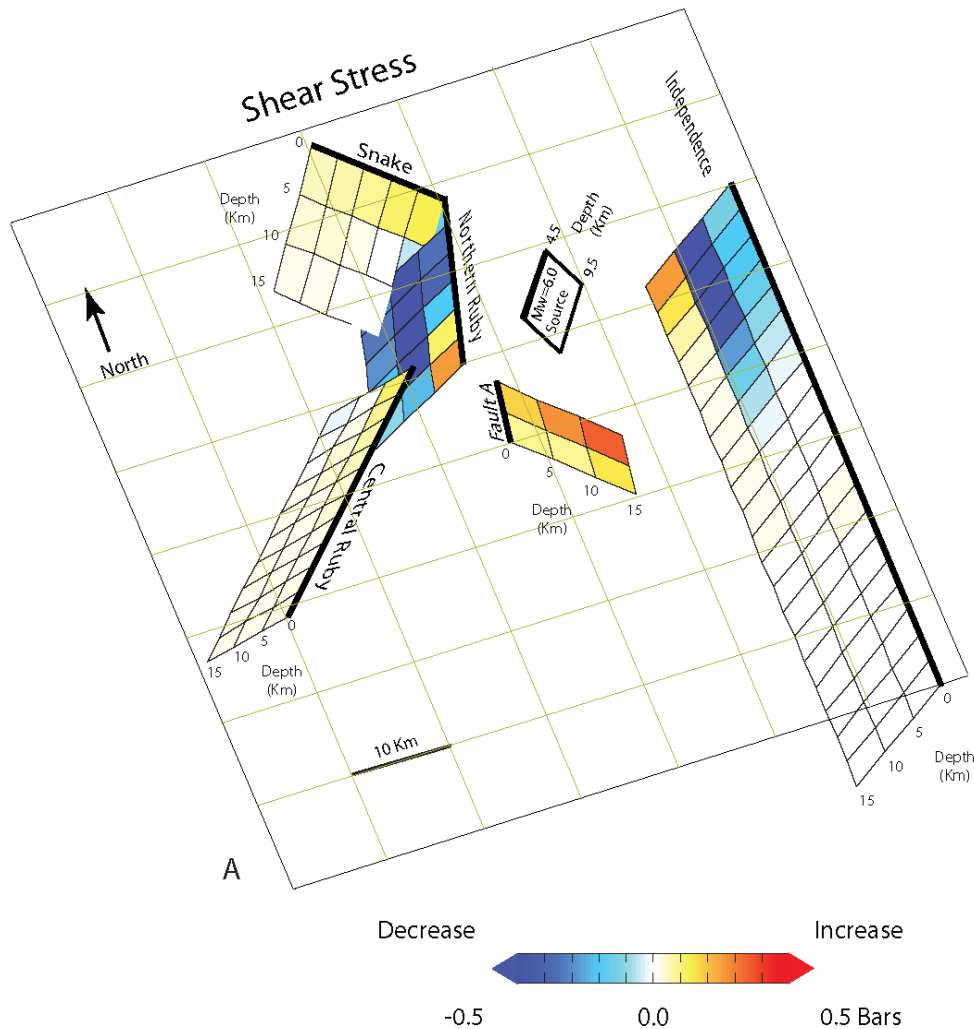 Shear Stress
Independence
Snake
0
5
10
15
Depth
(Km)
Northern Ruby
4.5
9.5
Depth
(Km)
Mw=6.0
Source
North
Fault A
0
5
10
15
Depth
(Km)
Central Ruby
0
5
10
15
Depth
(Km)
0
5
10
15
Depth
(Km)
10 Km
A
Decrease
Increase
-0.5
0.0
0.5 Bars